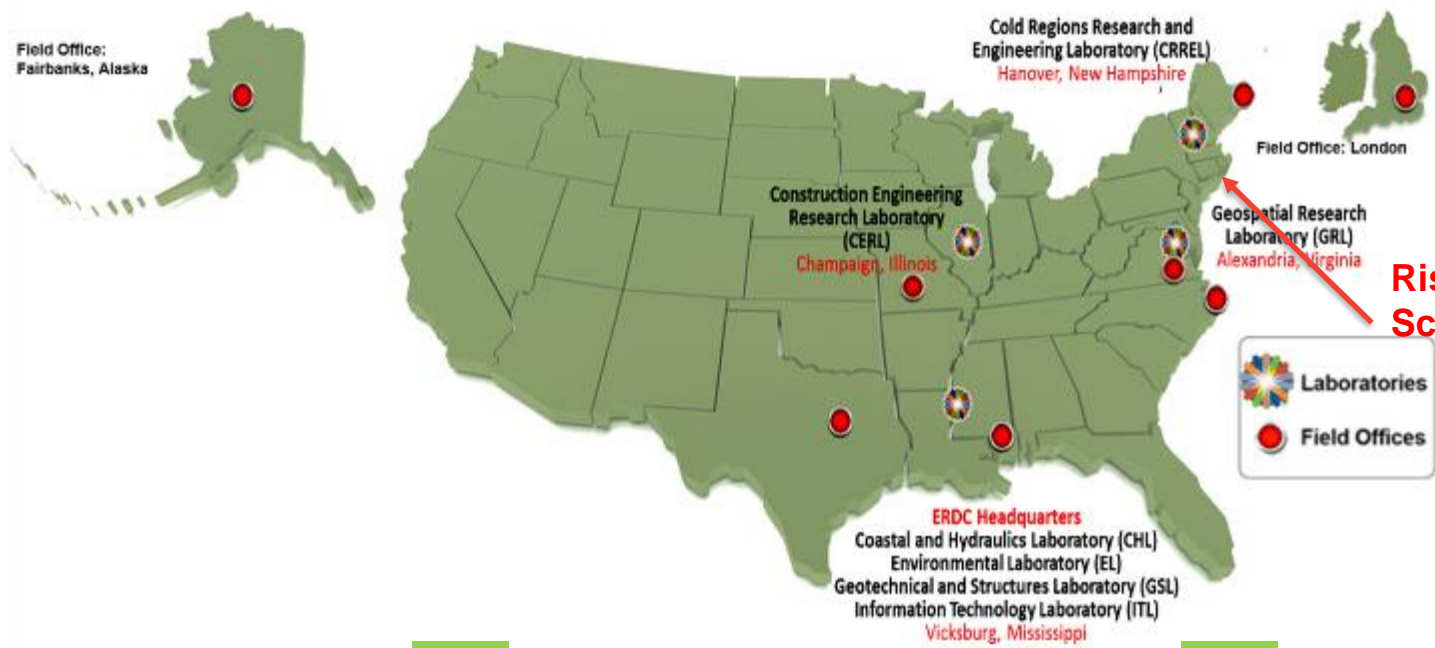 Field Office:
Fairbanks, Alaska
Cold Regions Research and
Engineering Laboratory (CRREL)
Hanover, New Hampshire
Field Office: London
Construction Engineering
Research Laboratory
(CERL)
Champaign, Illinois
Geospatial Research
Laboratory (GRL)
Alexandria, Virginia
Ris
Sc
Laboratories
Field Offices
ERDC Headquarters
Coastal and Hydraulics Laboratory (CHL)
Environmental Laboratory (EL)
Geotechnical and Structures Laboratory (GSL)
Information Technology Laboratory (ITL)
Vicksburg, Mississippi